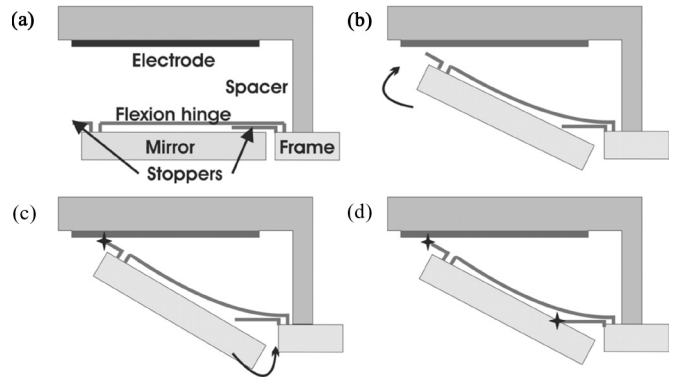 (a)
Electrode
Spacer
Flexion hinge
Mirror
Frame
Stoppers
(b)
(c)
(d)